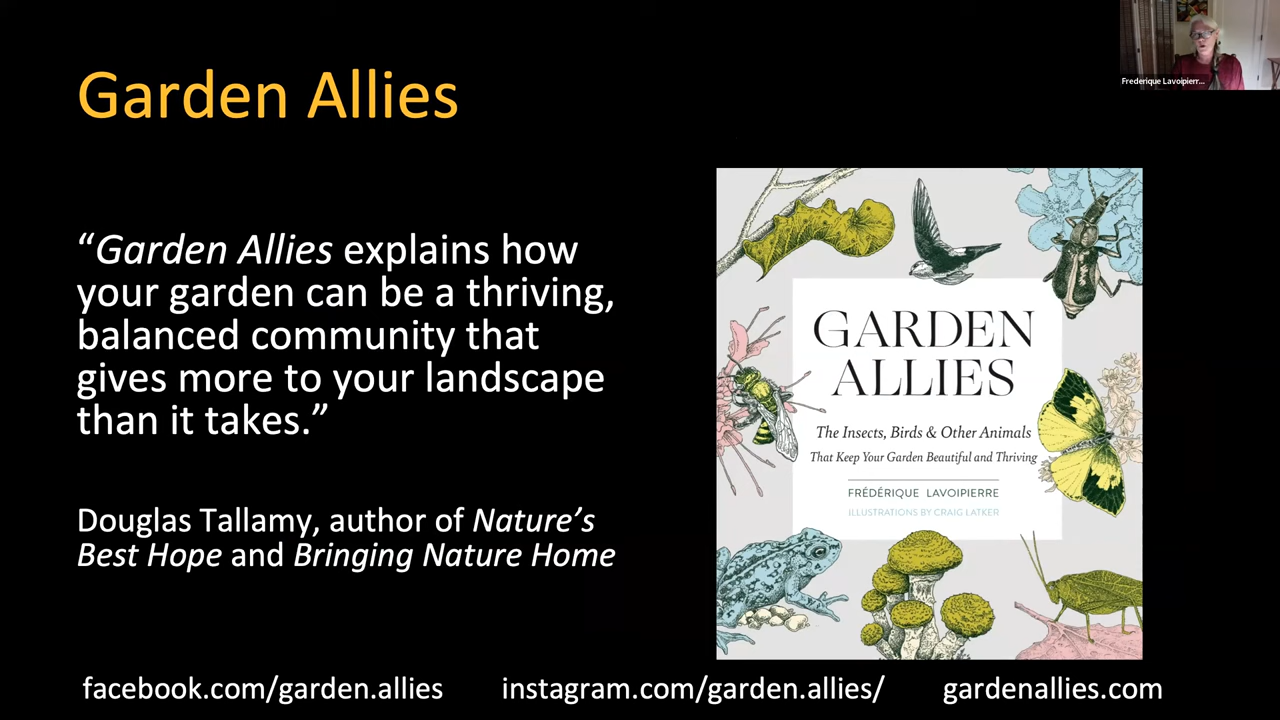 Frederique Lavoipierr...
Garden Allies
“Garden Allies explains how
your garden can be a thriving,
balanced community that
gives more to your landscape
than it takes.”
Douglas Tallamy, author of Nature’s
Best Hope and Bringing Nature Home
GARDEN
ALLIES
The Insects, Birds & Other Animals
That Keep Your Garden Beautiful and Thriving
FRÉDÉRIQUE LAVOIPIERRE
ILLUSTRATIONS BY CRAIG LATKER
facebook.com/garden.allies
instagram.com/garden.allies/
gardenallies.com